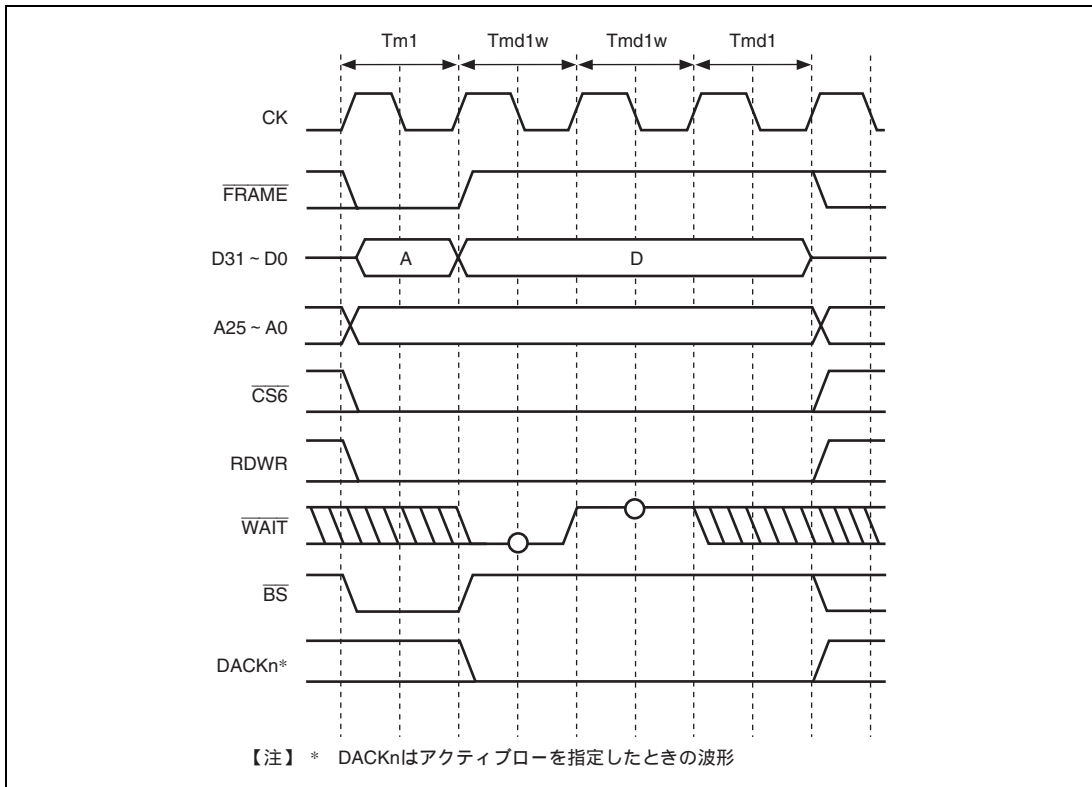 Tm1 Tmd1w Tmd1w Tmd1
CK
FRAME
D31 ~ D0 A D
A25 ~ A0
CS6
RDWR
WAIT
BS
DACKn*
【注】 * DACKnはアクティブローを指定したときの波形